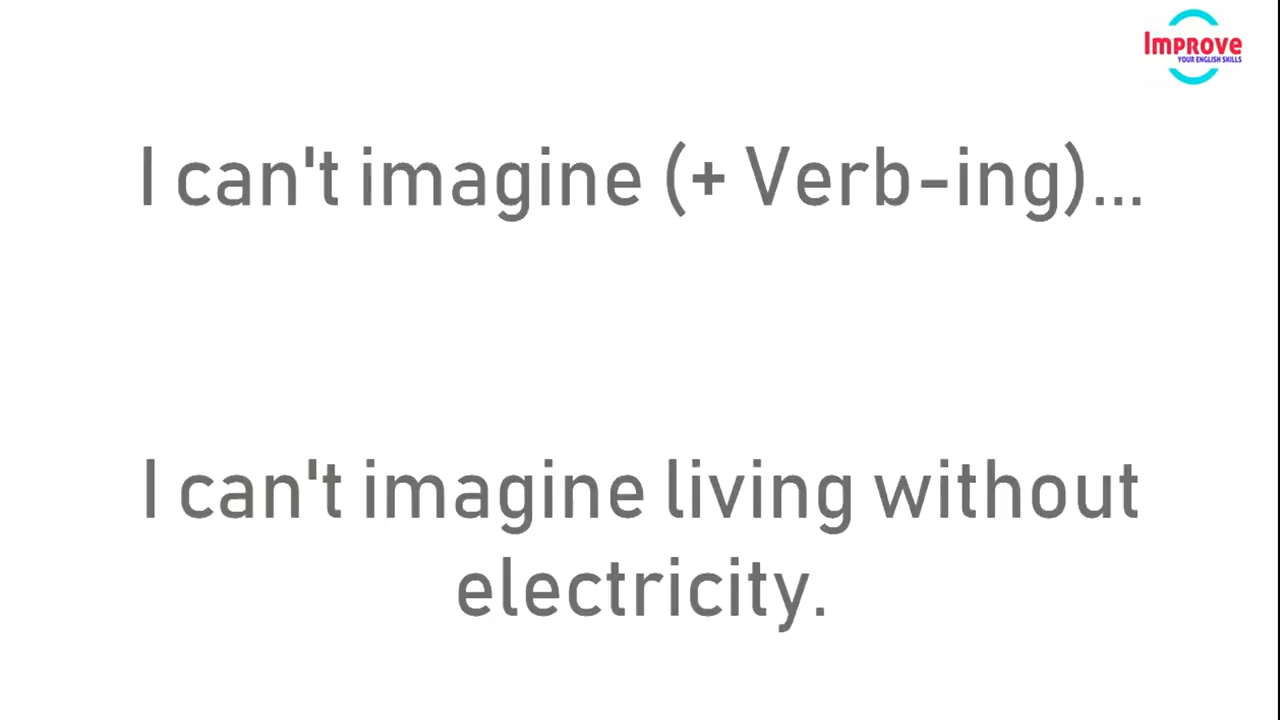 Improve
YOUR ENGLISH SKILLS
I can't imagine (+ Verb-ing)...
I can't imagine living without
electricity.